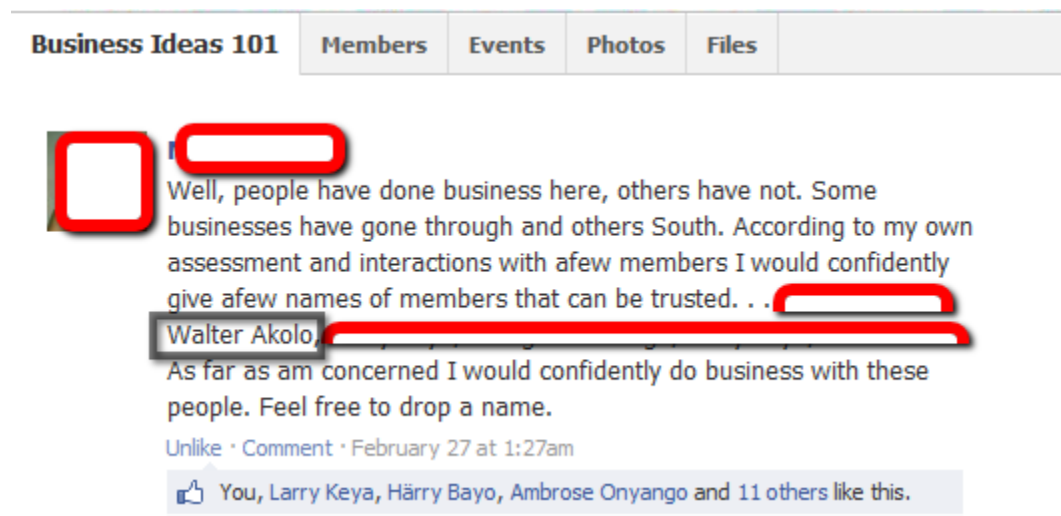 Business Ideas 101 Members Events Photos Files
Well, people have done business here, others have not. Some
businesses have gone through and others South. According to my own
assessment and interactions with afew members I would confidently
give afew names of members that can be trusted. . .
Walter Akolo,
As far as am concerned I would confidently do business with these
people. Feel free to drop a name.
Unlike · Comment · February 27 at 1:27am
You, Larry Keya, Härry Bayo, Ambrose Onyango and 11 others like this.